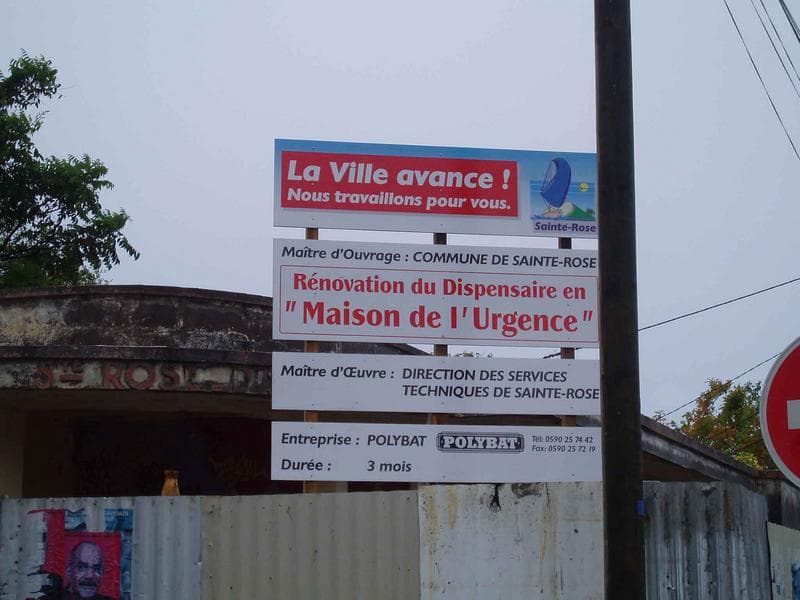 La Ville avance !
Nous travaillons pour vous.
Sainte-Rose
Maître d'Ouvrage : COMMUNE DE SAINTE-ROSE
Rénovation du Dispensaire en
"Maison de l'Urgence"
Maître d'Œuvre : DIRECTION DES SERVICES
TECHNIQUES DE SAINTE-ROSE
Entreprise : POLYBAT POLYBAT Tél: 0590 25 74 42
Fax: 0590 25 72 19
Durée : 3 mois
Ste ROSE